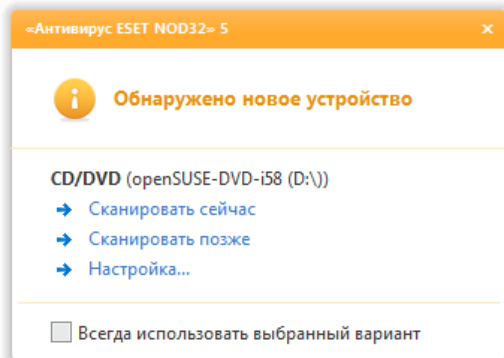 «Антивирус ESET NOD32» 5
Обнаружено новое устройство
CD/DVD (openSUSE-DVD-i58 (D:\))
Сканировать сейчас
Сканировать позже
Настройка...
Всегда использовать выбранный вариант